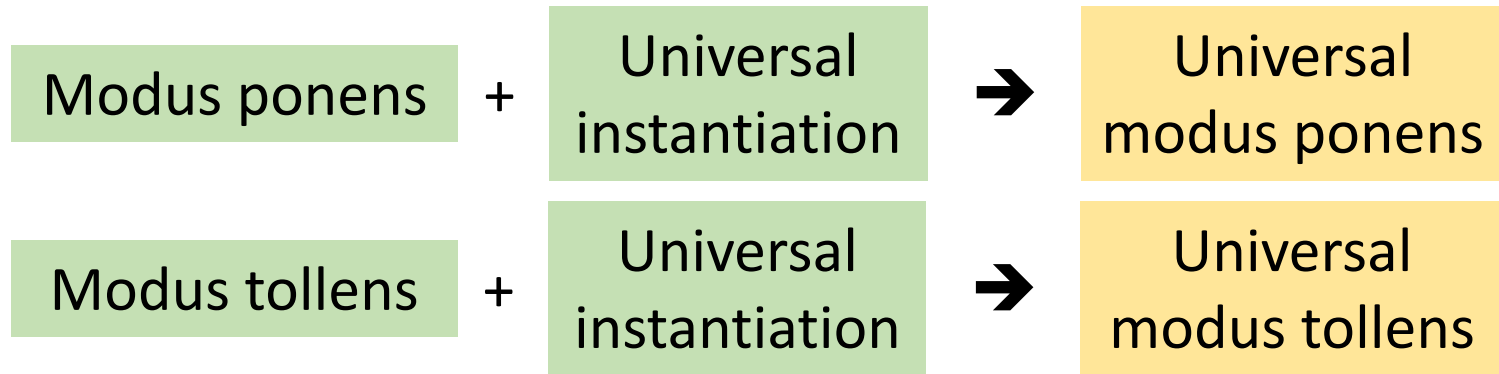 Modus ponens + Universal instantiation ➔ Universal modus ponens
Modus tollens + Universal instantiation ➔ Universal modus tollens